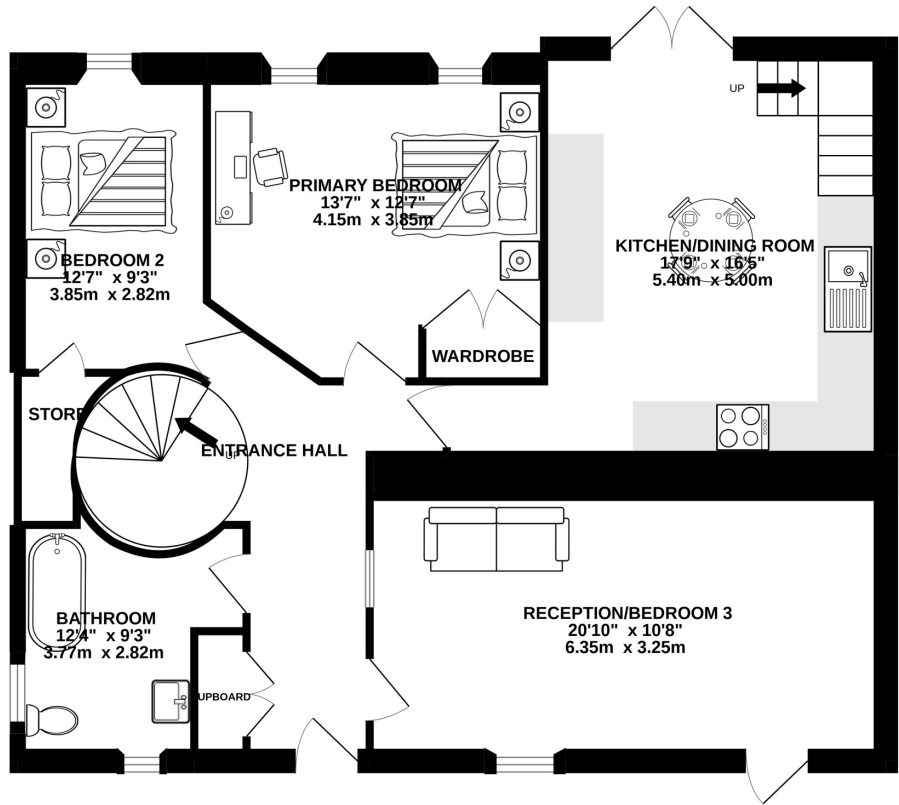 UP
PRIMARY BEDROOM
13'7" x 12'7"
4.15m x 3.85m
KITCHEN/DINING ROOM
17'9" x 16'5"
5.40m x 5.00m
BEDROOM 2
12'7" x 9'3"
3.85m x 2.82m
WARDROBE
STORE
ENTRANCE HALL
UP
BATHROOM
12'4" x 9'3"
3.77m x 2.82m
RECEPTION/BEDROOM 3
20'10" x 10'8"
6.35m x 3.25m
UPBOARD